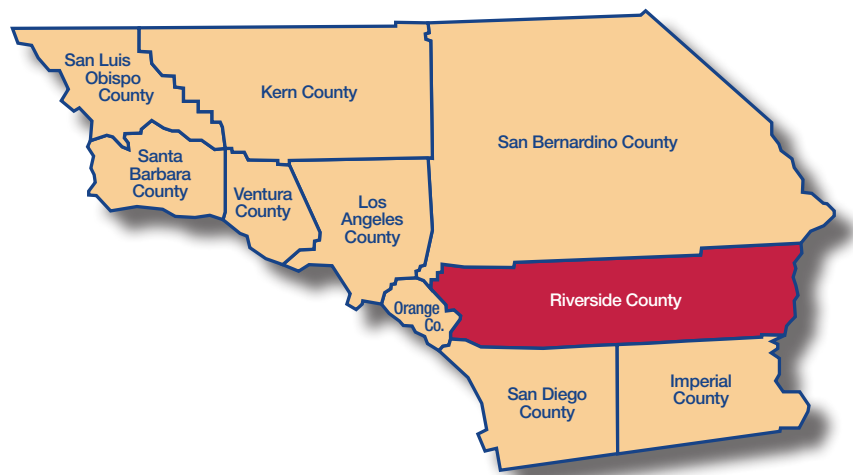 San Luis
Obispo
County
Kern County
San Bernardino County
Santa
Barbara
County
Ventura
County
Los
Angeles
County
Orange
Co.
Riverside County
San Diego
County
Imperial
County